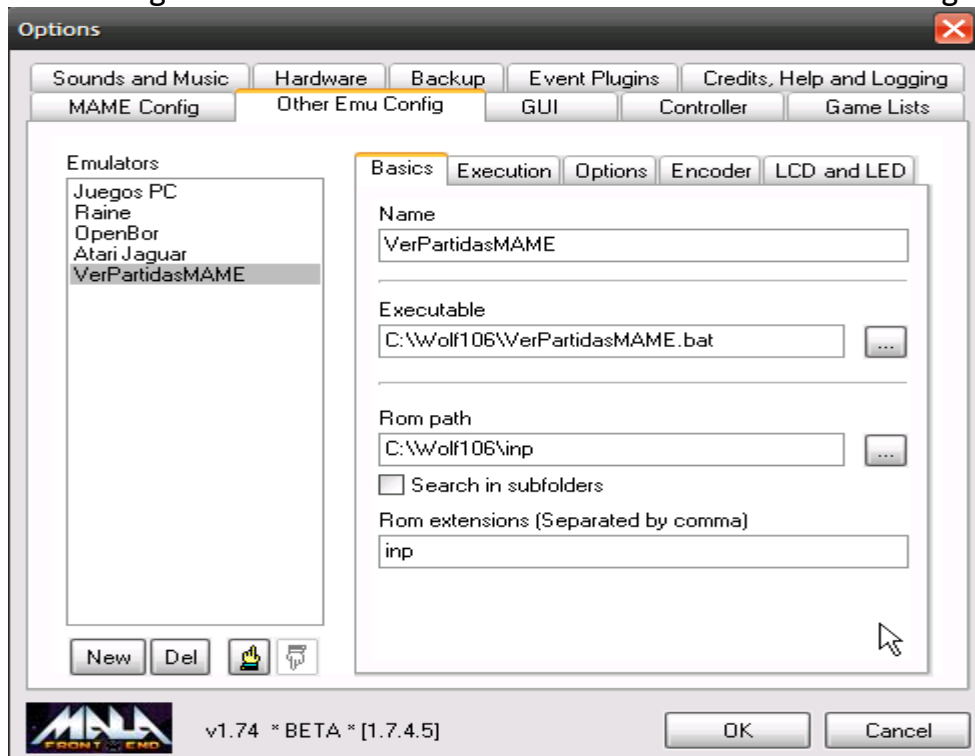 Options
Sounds and Music Hardware Backup Event Plugins Credits, Help and Logging
MAME Config Other Emu Config GUI Controller Game Lists
Emulators
Juegos PC
Raine
OpenBor
Atari Jaguar
VerPartidasMAME
New Del
Basics Execution Options Encoder LCD and LED
Name
VerPartidasMAME
Executable
C:\Wolf106\VerPartidasMAME.bat ...
Rom path
C:\Wolf106\inp ...
Search in subfolders
Rom extensions (Separated by comma)
inp
MALA
FRONT END
v1.74 * BETA * [1.7.4.5]
OK Cancel